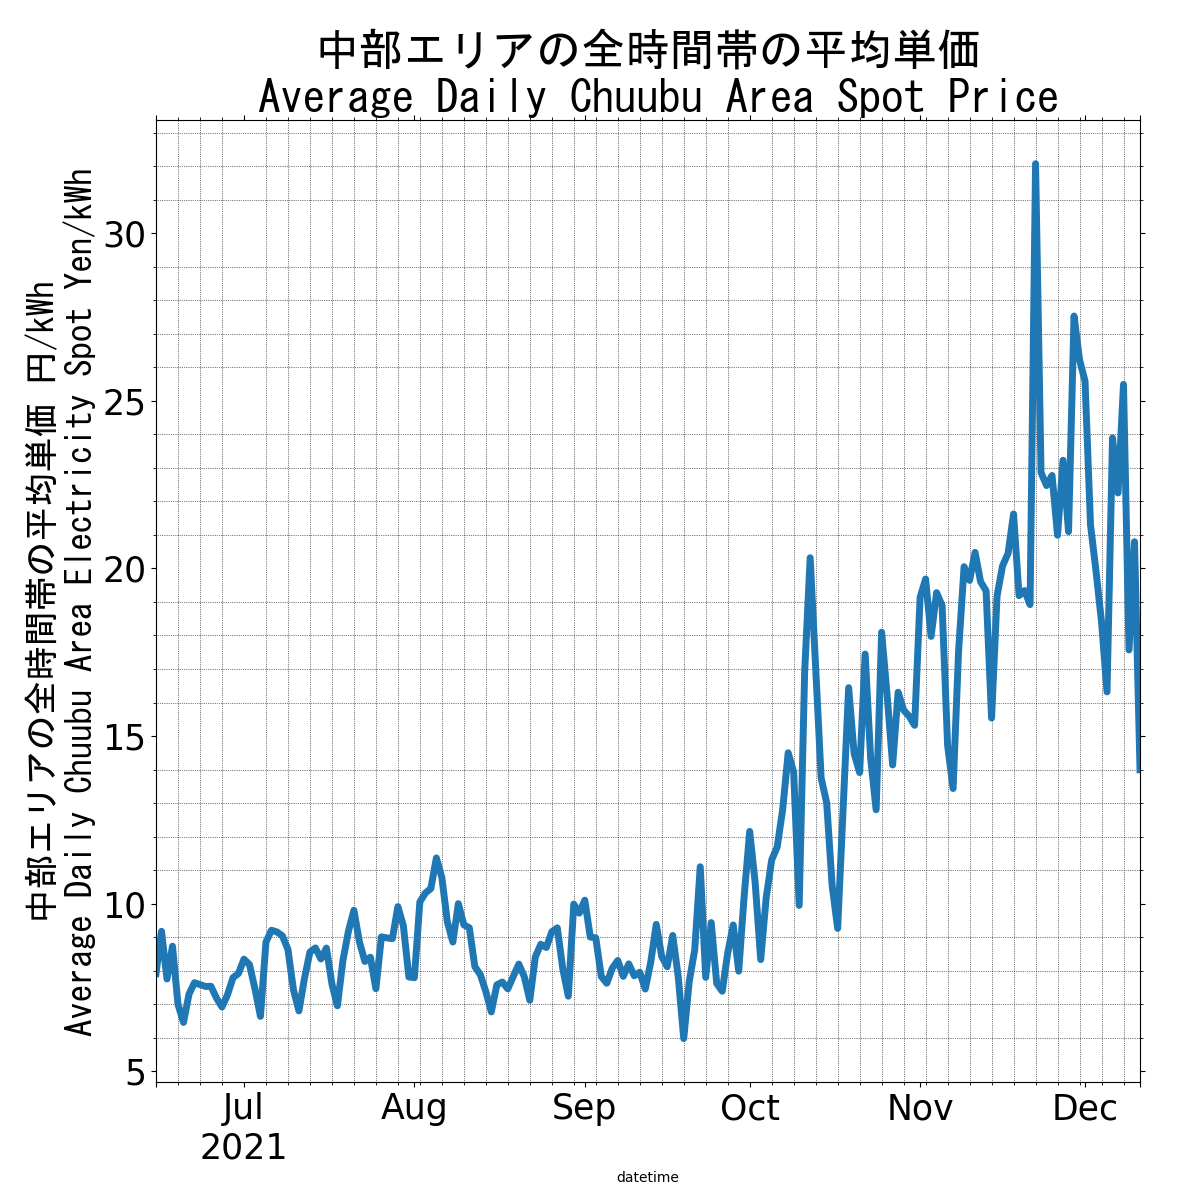 中部エリアの全時間帯の平均単価
Average Daily Chuubu Area Spot Price
中部エリアの全時間帯の平均単価 円/kWh
Average Daily Chuubu Area Electricity Spot Yen/kWh
30
25
20
15
10
5
Jul
2021
Aug
Sep
Oct
Nov
Dec
datetime